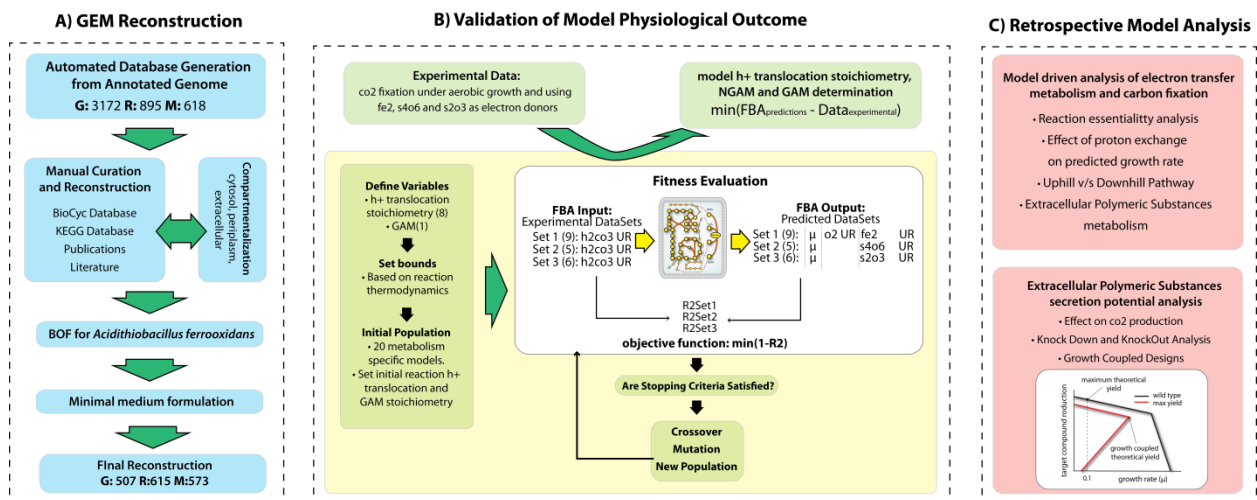 A) GEM Reconstruction
Automated Database Generation
from Annotated Genome
G: 3172 R: 895 M: 618
Manual Curation
and Reconstruction
BioCyc Database
KEGG Database
Publications
Literature
Compartmentalization
cytosol, periplasm,
extracellular
BOF for Acidithiobacillus ferrooxidans
Minimal medium formulation
FInal Reconstruction
G: 507 R:615 M:573
B) Validation of Model Physiological Outcome
Experimental Data:
co2 fixation under aerobic growth and using
fe2, s4o6 and s2o3 as electron donors
model h+ translocation stoichiometry,
NGAM and GAM determination
min(FBApredictions - Dataexperimental)
Define Variables
• h+ translocation
stoichiometry (8)
• GAM(1)
Set bounds
• Based on reaction
thermodynamics
Initial Population
• 20 metabolism
specific models.
• Set initial reaction h+
translocation and
GAM stoichiometry
Fitness Evaluation
FBA Input:
Experimental DataSets
Set 1 (9): h2co3 UR
Set 2 (5): h2co3 UR
Set 3 (6): h2co3 UR
FBA Output:
Predicted DataSets
Set 1 (9): μ o2 UR fe2 UR
Set 2 (5): μ s4o6 UR
Set 3 (6): μ s2o3 UR
R2Set1
R2Set2
R2Set3
objective function: min(1-R2)
Are Stopping Criteria Satisfied?
Crossover
Mutation
New Population
C) Retrospective Model Analysis
Model driven analysis of electron transfer
metabolism and carbon fixation
• Reaction essentialitty analysis
• Effect of proton exchange
on predicted growth rate
• Uphill v/s Downhill Pathway
• Extracellular Polymeric Substances
metabolism
Extracellular Polymeric Substances
secretion potential analysis
• Effect on co2 production
• Knock Down and KnockOut Analysis
• Growth Coupled Designs
maximum theoretical
yield
wild type
max yield
growth coupled
theoretical yield
target compound roduction
0.1
growth rate (μ)